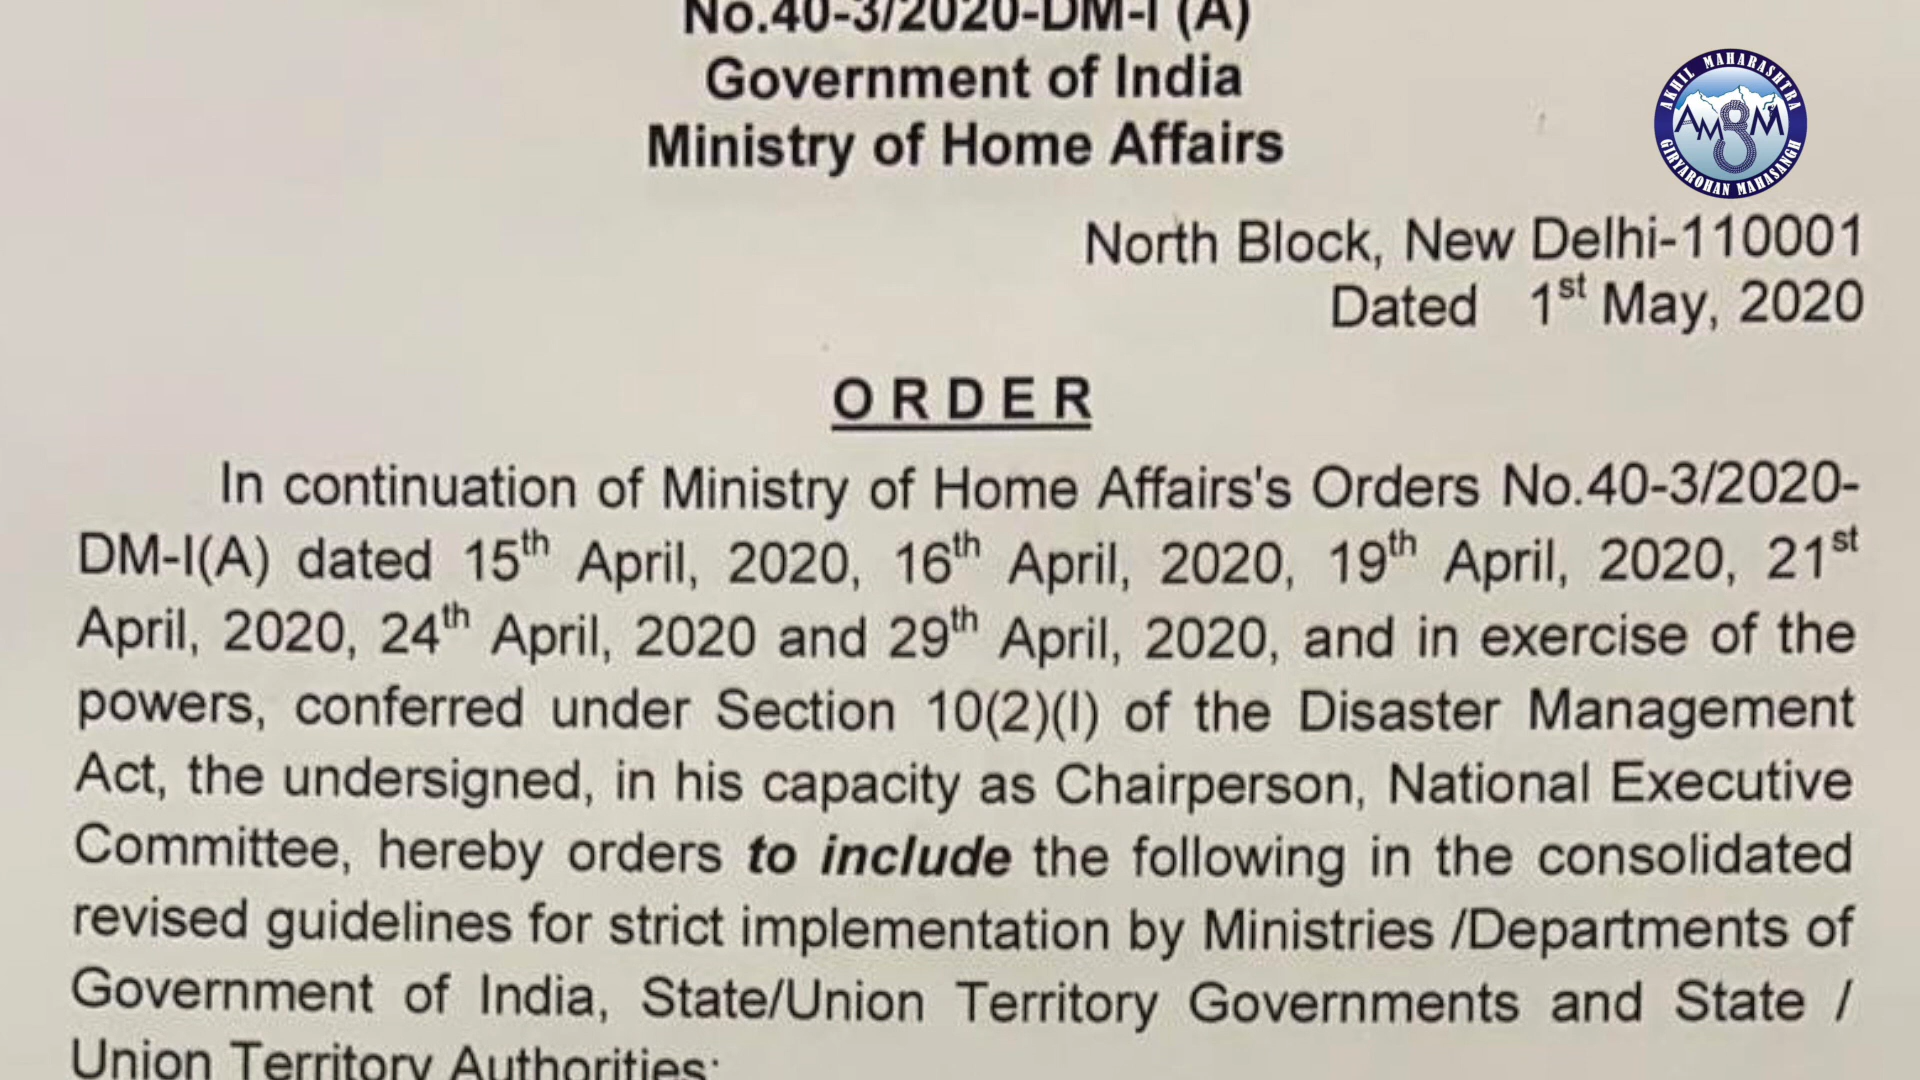 No.40-3/2020-DM-I (A)
Government of India
Ministry of Home Affairs
AKHIL MAHARASHTRA
AMGM
GIRYAROHAN MAHASANGH
North Block, New Delhi-110001
Dated 1st May, 2020
ORDER
In continuation of Ministry of Home Affairs's Orders No.40-3/2020-
DM-I(A) dated 15th April, 2020, 16th April, 2020, 19th April, 2020, 21st
April, 2020, 24th April, 2020 and 29th April, 2020, and in exercise of the
powers, conferred under Section 10(2)(I) of the Disaster Management
Act, the undersigned, in his capacity as Chairperson, National Executive
Committee, hereby orders to include the following in the consolidated
revised guidelines for strict implementation by Ministries /Departments of
Government of India, State/Union Territory Governments and State /
Union Territory Authorities: